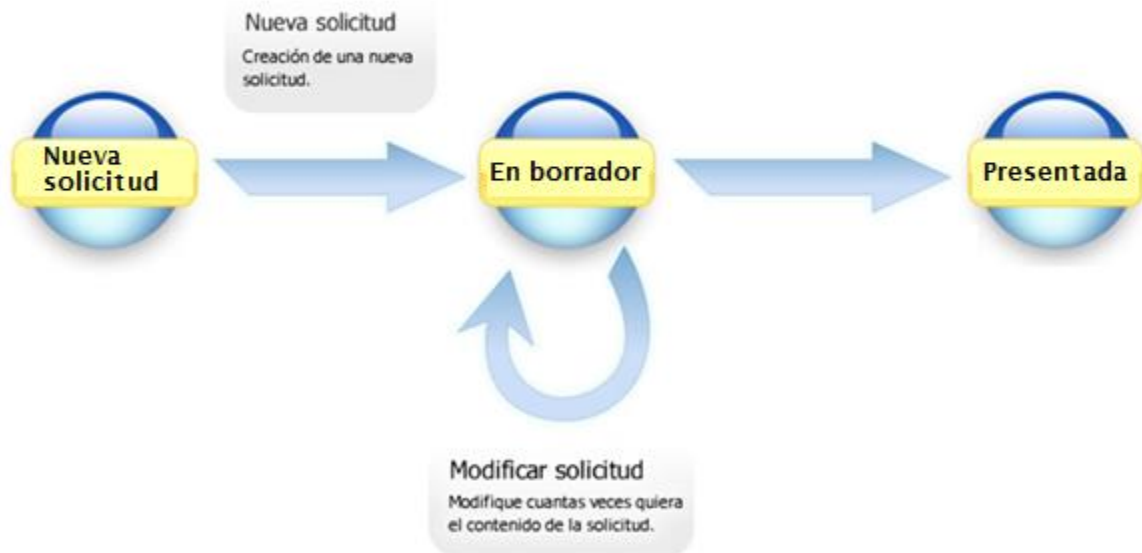 Nueva solicitud
Creación de una nueva
solicitud.
Nueva
solicitud
En borrador
Presentada
Modificar solicitud
Modifique cuantas veces quiera
el contenido de la solicitud.